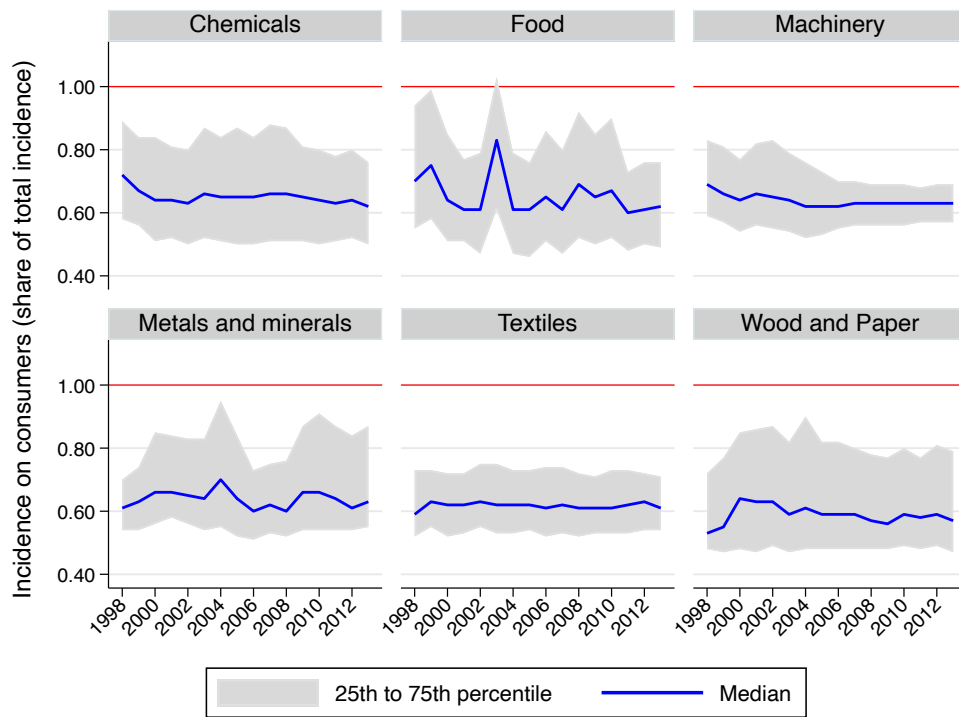 Incidence on consumers (share of total incidence)
Chemicals
Food
Machinery
1.00
0.80
0.60
0.40
Metals and minerals
Textiles
Wood and Paper
1.00
0.80
0.60
0.40
1998 2000 2002 2004 2006 2008 2010 2012
1998 2000 2002 2004 2006 2008 2010 2012
1998 2000 2002 2004 2006 2008 2010 2012
25th to 75th percentile
Median